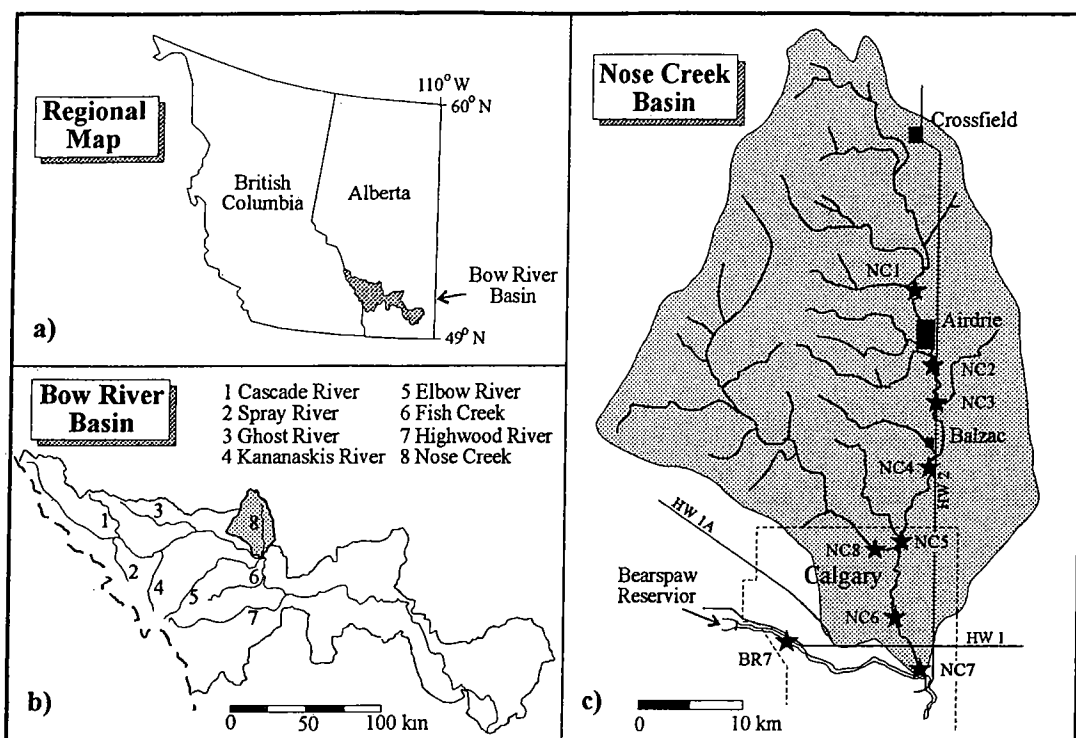 Regional
Map
110° W
60° N
British
Columbia
Alberta
Bow River
Basin
49° N
a)
Bow River
Basin
1 Cascade River
2 Spray River
3 Ghost River
4 Kananaskis River
5 Elbow River
6 Fish Creek
7 Highwood River
8 Nose Creek
1
2
3
4
5
6
7
8
0 50 100 km
25
b)
Nose Creek
Basin
Crossfield
NC1
Airdrie
NC2
NC3
Balzac
NC4
HW 2
HW 1A
NC5
NC8
Calgary
Bearspaw
Reservior
NC6
HW 1
BR7
NC7
c)
0 10 km